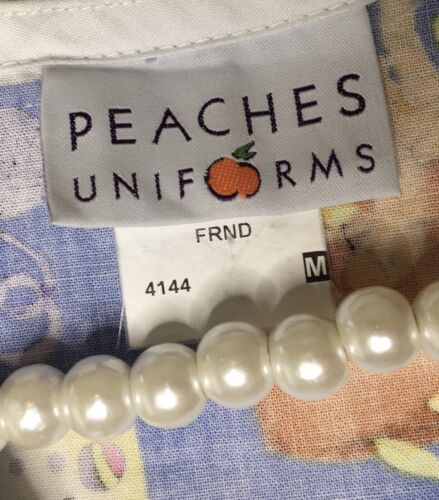 PEACHES
UNIFORMS
FRND
4144 M